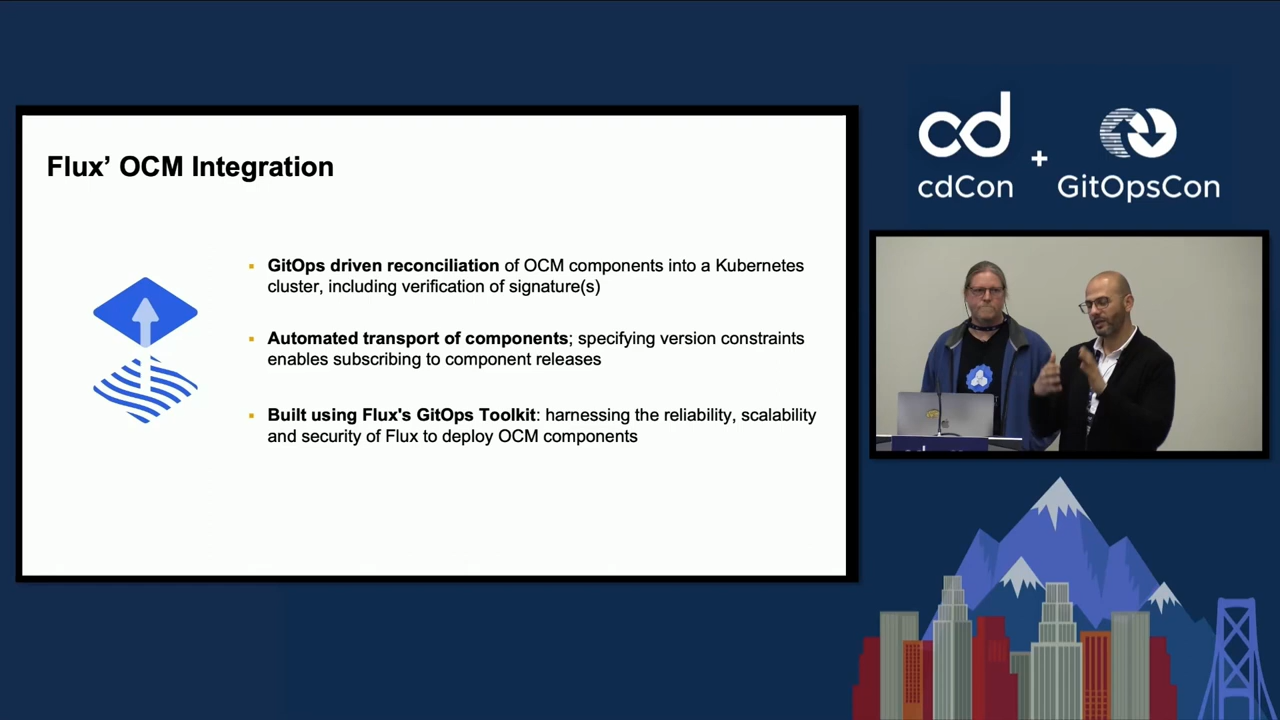 Flux’ OCM Integration
GitOps driven reconciliation of OCM components into a Kubernetes
cluster, including verification of signature(s)
Automated transport of components; specifying version constraints
enables subscribing to component releases
Built using Flux's GitOps Toolkit: harnessing the reliability, scalability
and security of Flux to deploy OCM components
cd
cdCon
+
GitOpsCon